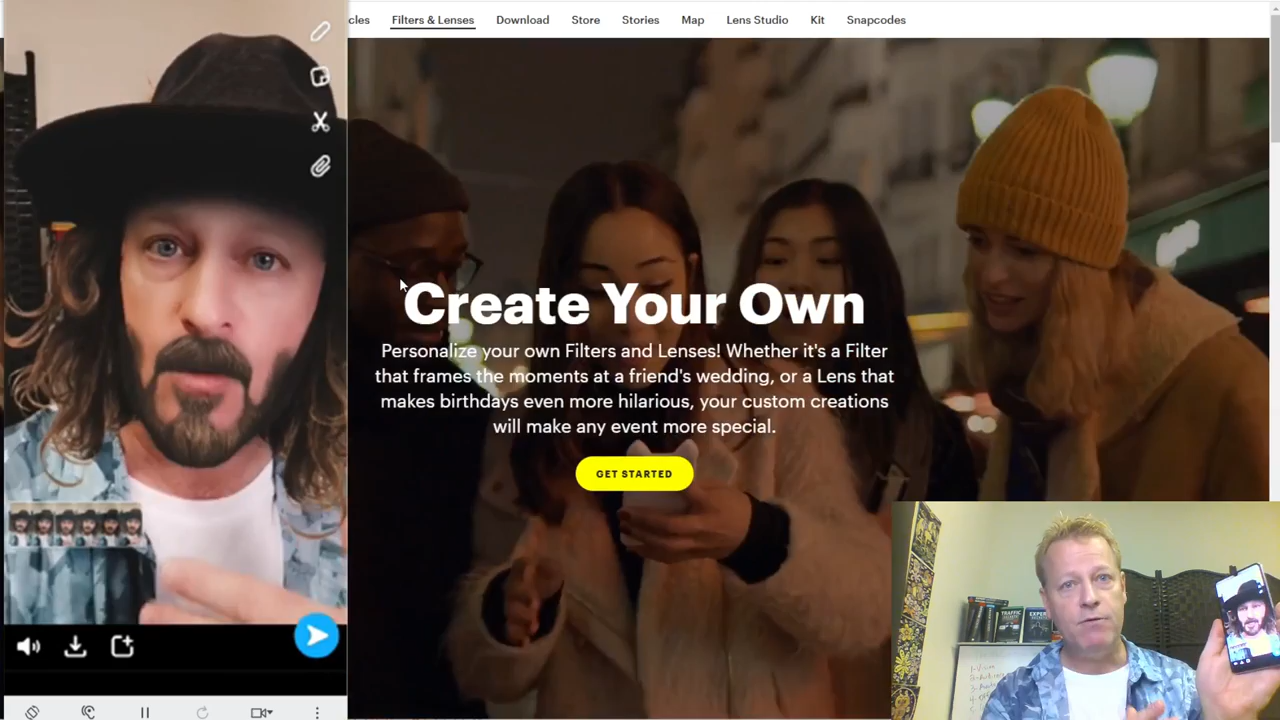 cles Filters & Lenses Download Store Stories Map Lens Studio Kit Snapcodes
Create Your Own
Personalize your own Filters and Lenses! Whether it's a Filter
that frames the moments at a friend's wedding, or a Lens that
makes birthdays even more hilarious, your custom creations
will make any event more special.
GET STARTED
TRAFFIC
EXPERT